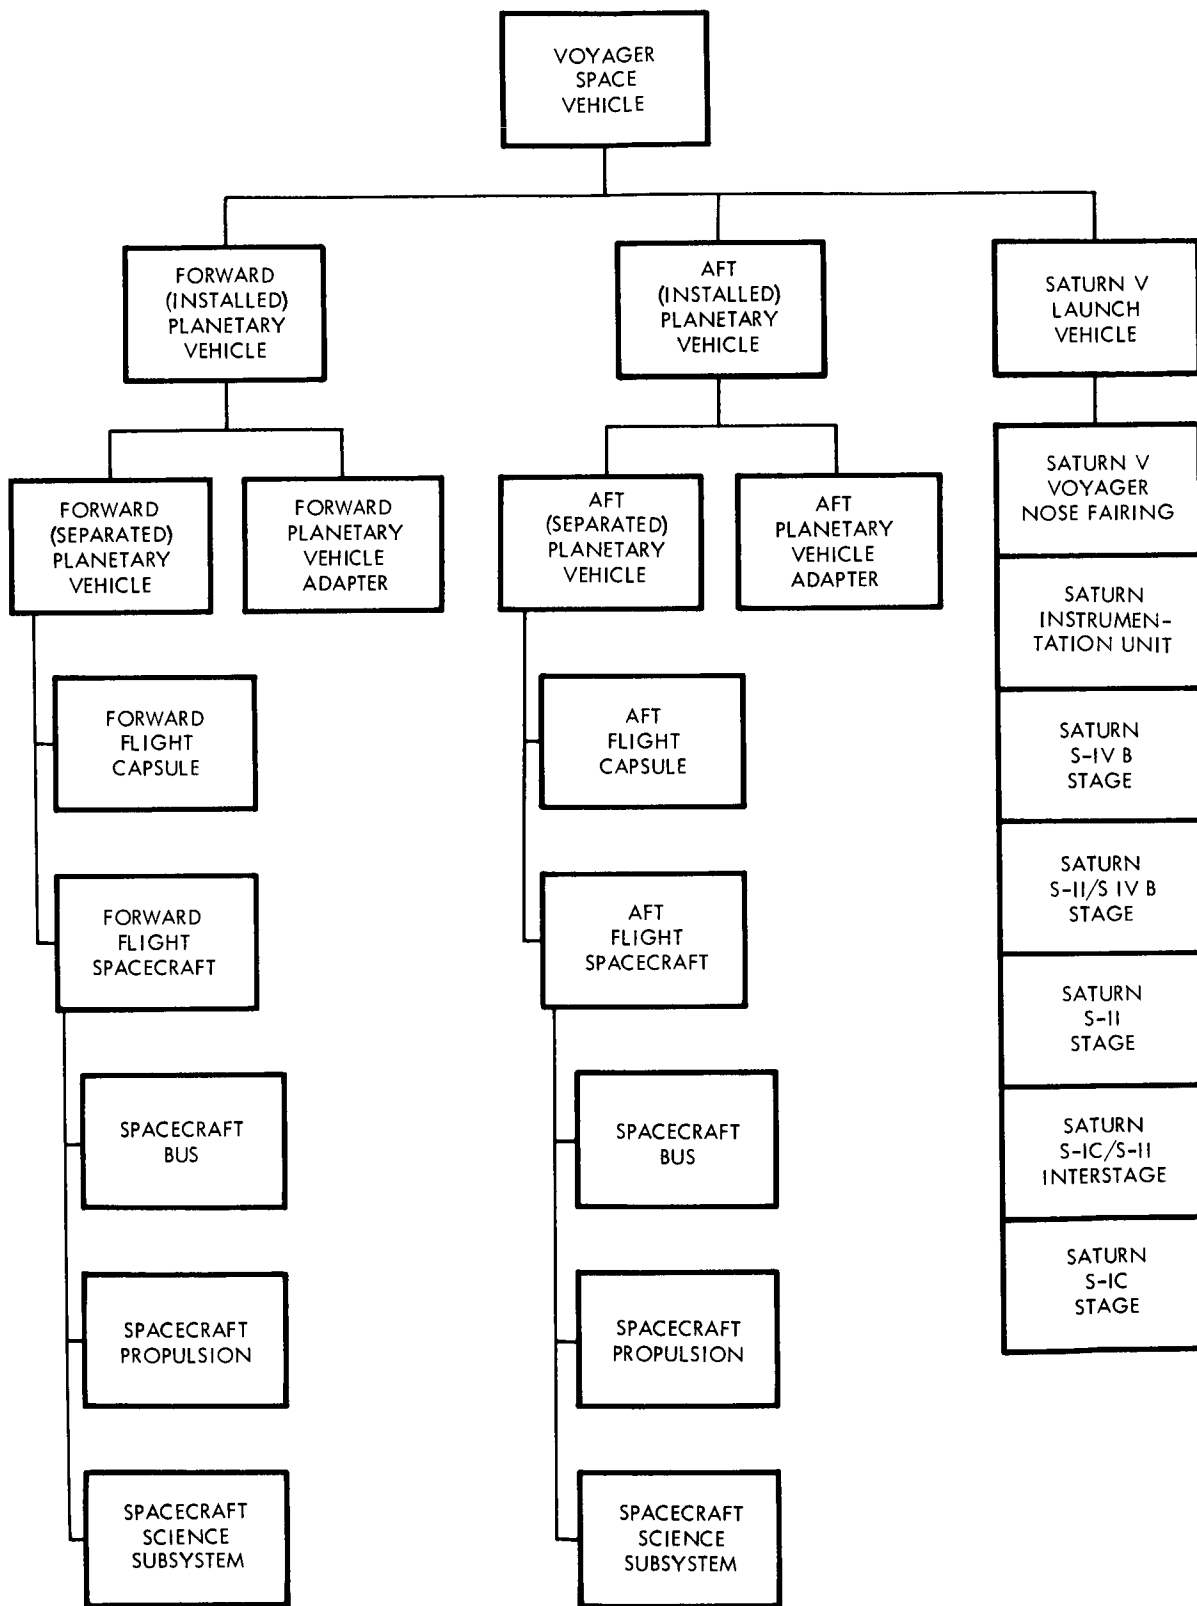 VOYAGER
SPACE
VEHICLE
FORWARD
(INSTALLED)
PLANETARY
VEHICLE
AFT
(INSTALLED)
PLANETARY
VEHICLE
SATURN V
LAUNCH
VEHICLE
FORWARD
(SEPARATED)
PLANETARY
VEHICLE
FORWARD
PLANETARY
VEHICLE
ADAPTER
AFT
(SEPARATED)
PLANETARY
VEHICLE
AFT
PLANETARY
VEHICLE
ADAPTER
SATURN V
VOYAGER
NOSE FAIRING
SATURN
INSTRUMEN-
TATION UNIT
SATURN
S-IV B
STAGE
SATURN
S-II/S IV B
STAGE
SATURN
S-II
STAGE
SATURN
S-IC/S-II
INTERSTAGE
SATURN
S-IC
STAGE
FORWARD
FLIGHT
CAPSULE
FORWARD
FLIGHT
SPACECRAFT
SPACECRAFT
BUS
SPACECRAFT
PROPULSION
SPACECRAFT
SCIENCE
SUBSYSTEM
AFT
FLIGHT
CAPSULE
AFT
FLIGHT
SPACECRAFT
SPACECRAFT
BUS
SPACECRAFT
PROPULSION
SPACECRAFT
SCIENCE
SUBSYSTEM